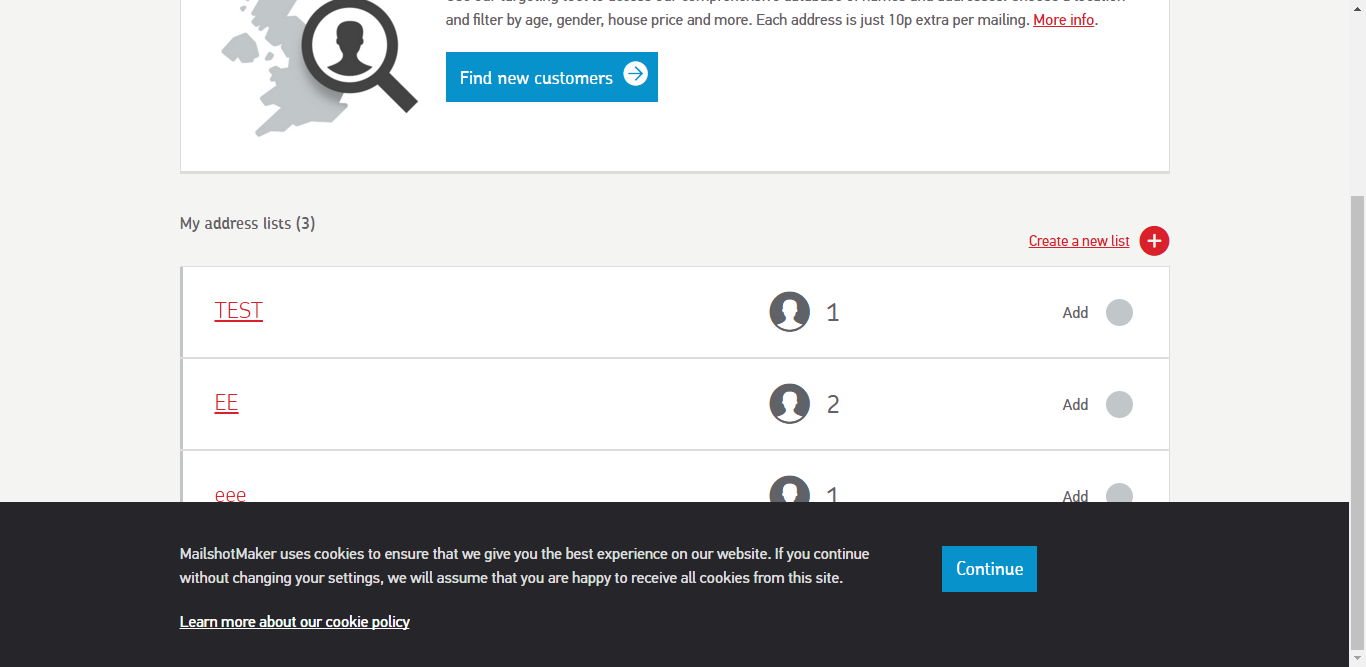 and filter by age, gender, house price and more. Each address is just 10p extra per mailing. More info.
Find new customers
My address lists (3)
Create a new list
TEST
1
Add
EE
2
Add
eee
1
Add
MailshotMaker uses cookies to ensure that we give you the best experience on our website. If you continue
without changing your settings, we will assume that you are happy to receive all cookies from this site.
Continue
Learn more about our cookie policy